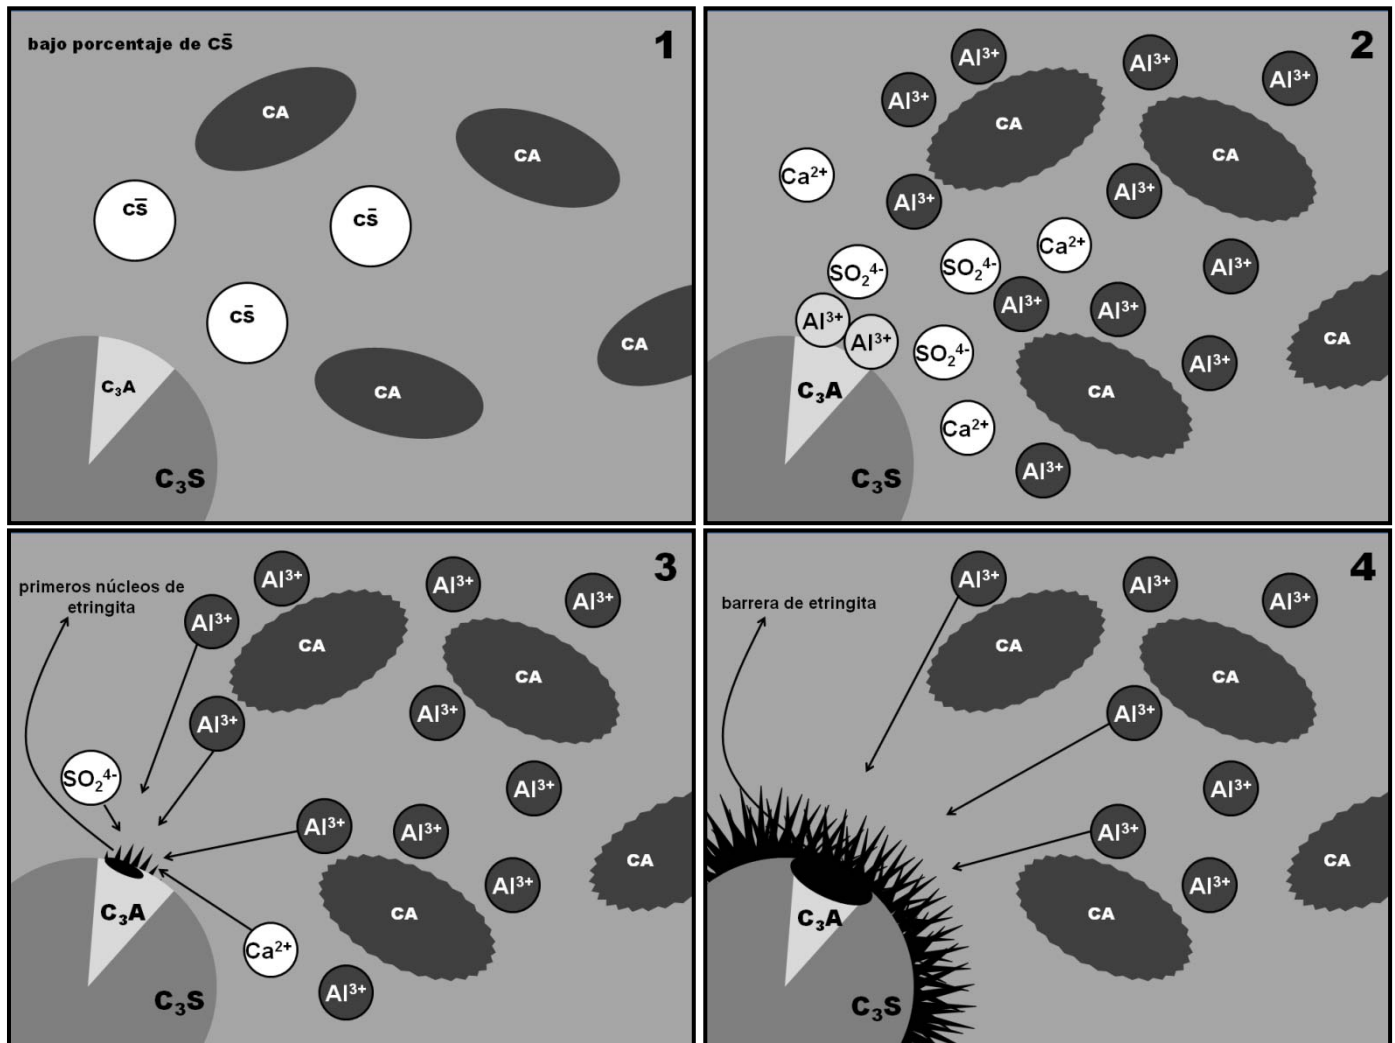 bajo porcentaje de CS̄
1
CA
CA
cs̄
cs̄
cs̄
CA
CA
C₃A
C₃S
2
Al³⁺
Al³⁺
Al³⁺
Al³⁺
CA
CA
Ca²⁺
Al³⁺
Al³⁺
Ca²⁺
SO₂⁴⁻
SO₂⁴⁻
Al³⁺
Al³⁺
Al³⁺
Al³⁺
Al³⁺
SO₂⁴⁻
Al³⁺
CA
C₃A
CA
Ca²⁺
Al³⁺
C₃S
3
primeros núcleos de
etringita
Al³⁺
Al³⁺
Al³⁺
Al³⁺
CA
CA
Al³⁺
Al³⁺
SO₂⁴⁻
Al³⁺
Al³⁺
Al³⁺
CA
Al³⁺
C₃A
CA
Ca²⁺
Al³⁺
C₃S
4
barrera de etringita
Al³⁺
Al³⁺
Al³⁺
CA
CA
Al³⁺
Al³⁺
Al³⁺
CA
Al³⁺
C₃A
CA
C₃S